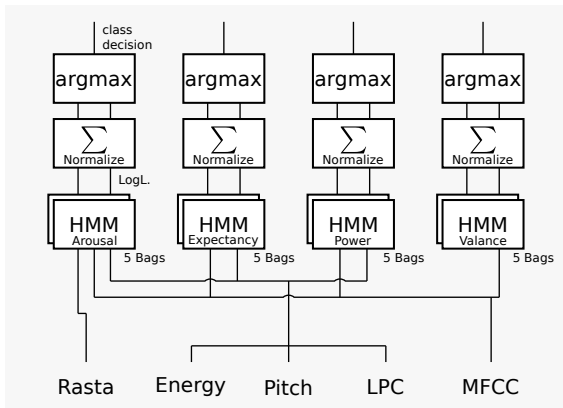 class
decision
argmax argmax argmax argmax
∑ ∑ ∑ ∑
Normalize Normalize Normalize Normalize
LogL.
HMM HMM HMM HMM
Arousal Expectancy Power Valance
5 Bags 5 Bags 5 Bags 5 Bags
Rasta Energy Pitch LPC MFCC